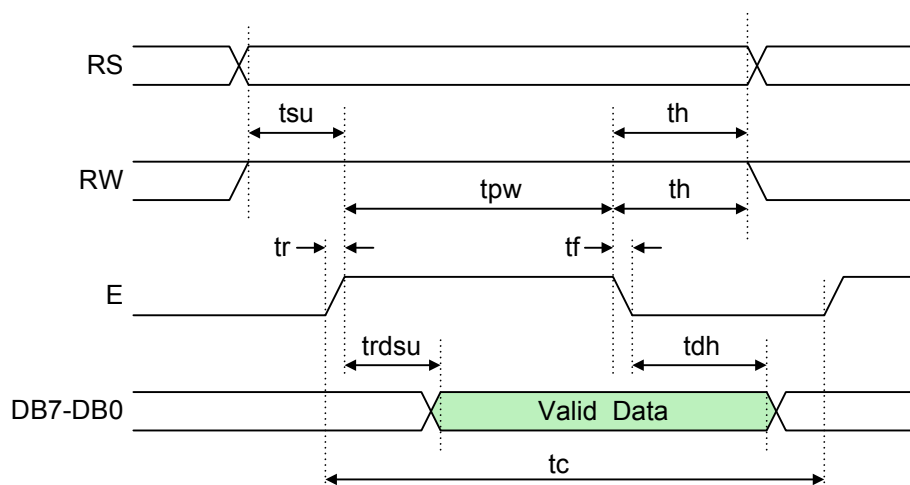 RS
tsu
th
RW
tpw
th
tr
tf
E
trdsu
tdh
DB7-DB0
Valid Data
tc